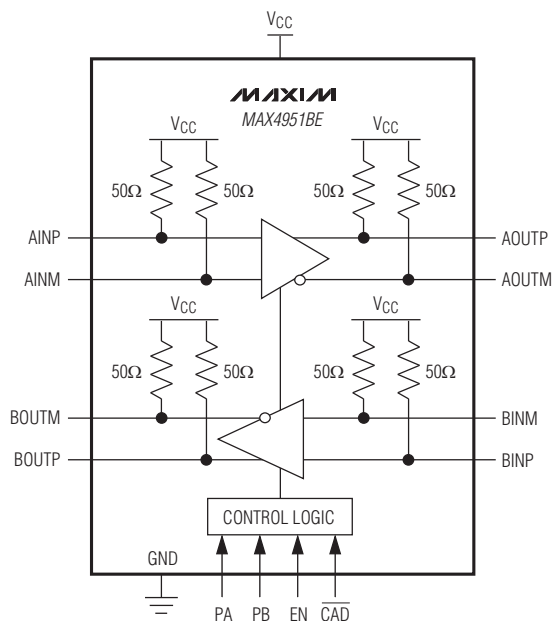 VCC
MAXIM
MAX4951BE
VCC VCC
50Ω 50Ω 50Ω 50Ω
AINP AOUTP
AINM AOUTM
VCC VCC
50Ω 50Ω 50Ω 50Ω
BOUTM BINM
BOUTP BINP
CONTROL LOGIC
GND
PA PB EN C̅A̅D̅